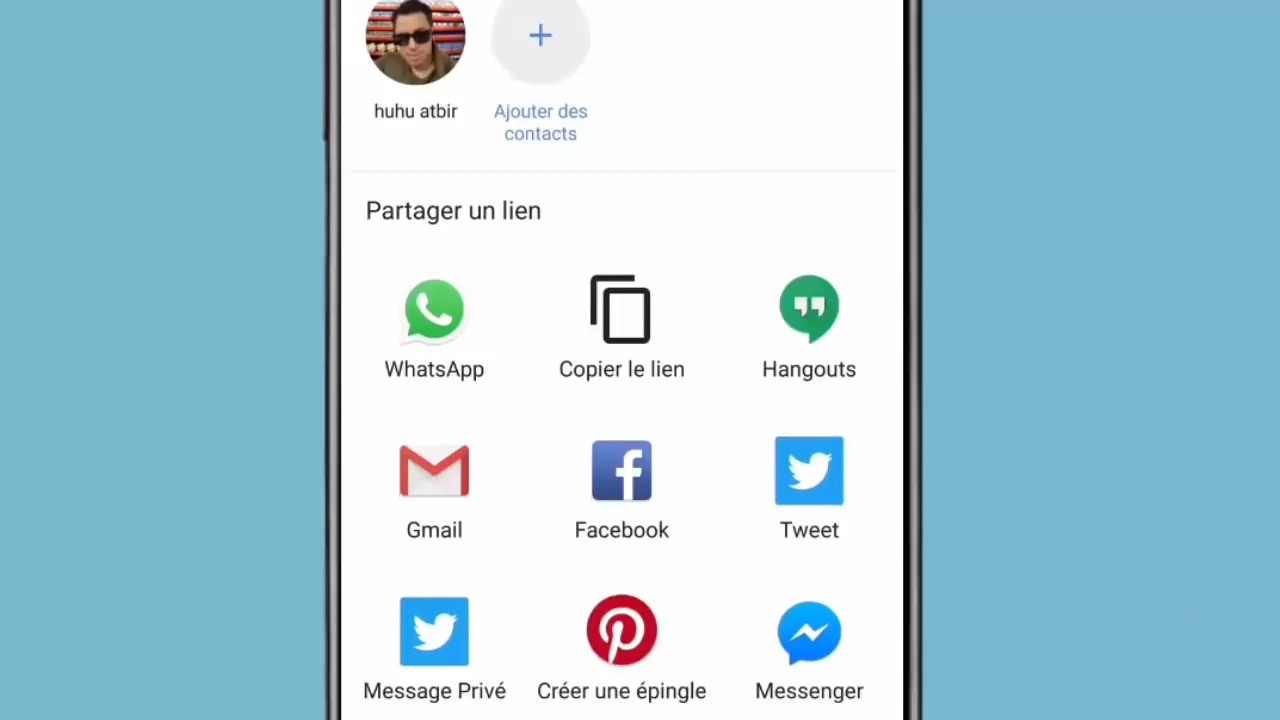 huhu atbir
Ajouter des
contacts
Partager un lien
WhatsApp
Copier le lien
Hangouts
Gmail
Facebook
Tweet
Message Privé
Créer une épingle
Messenger